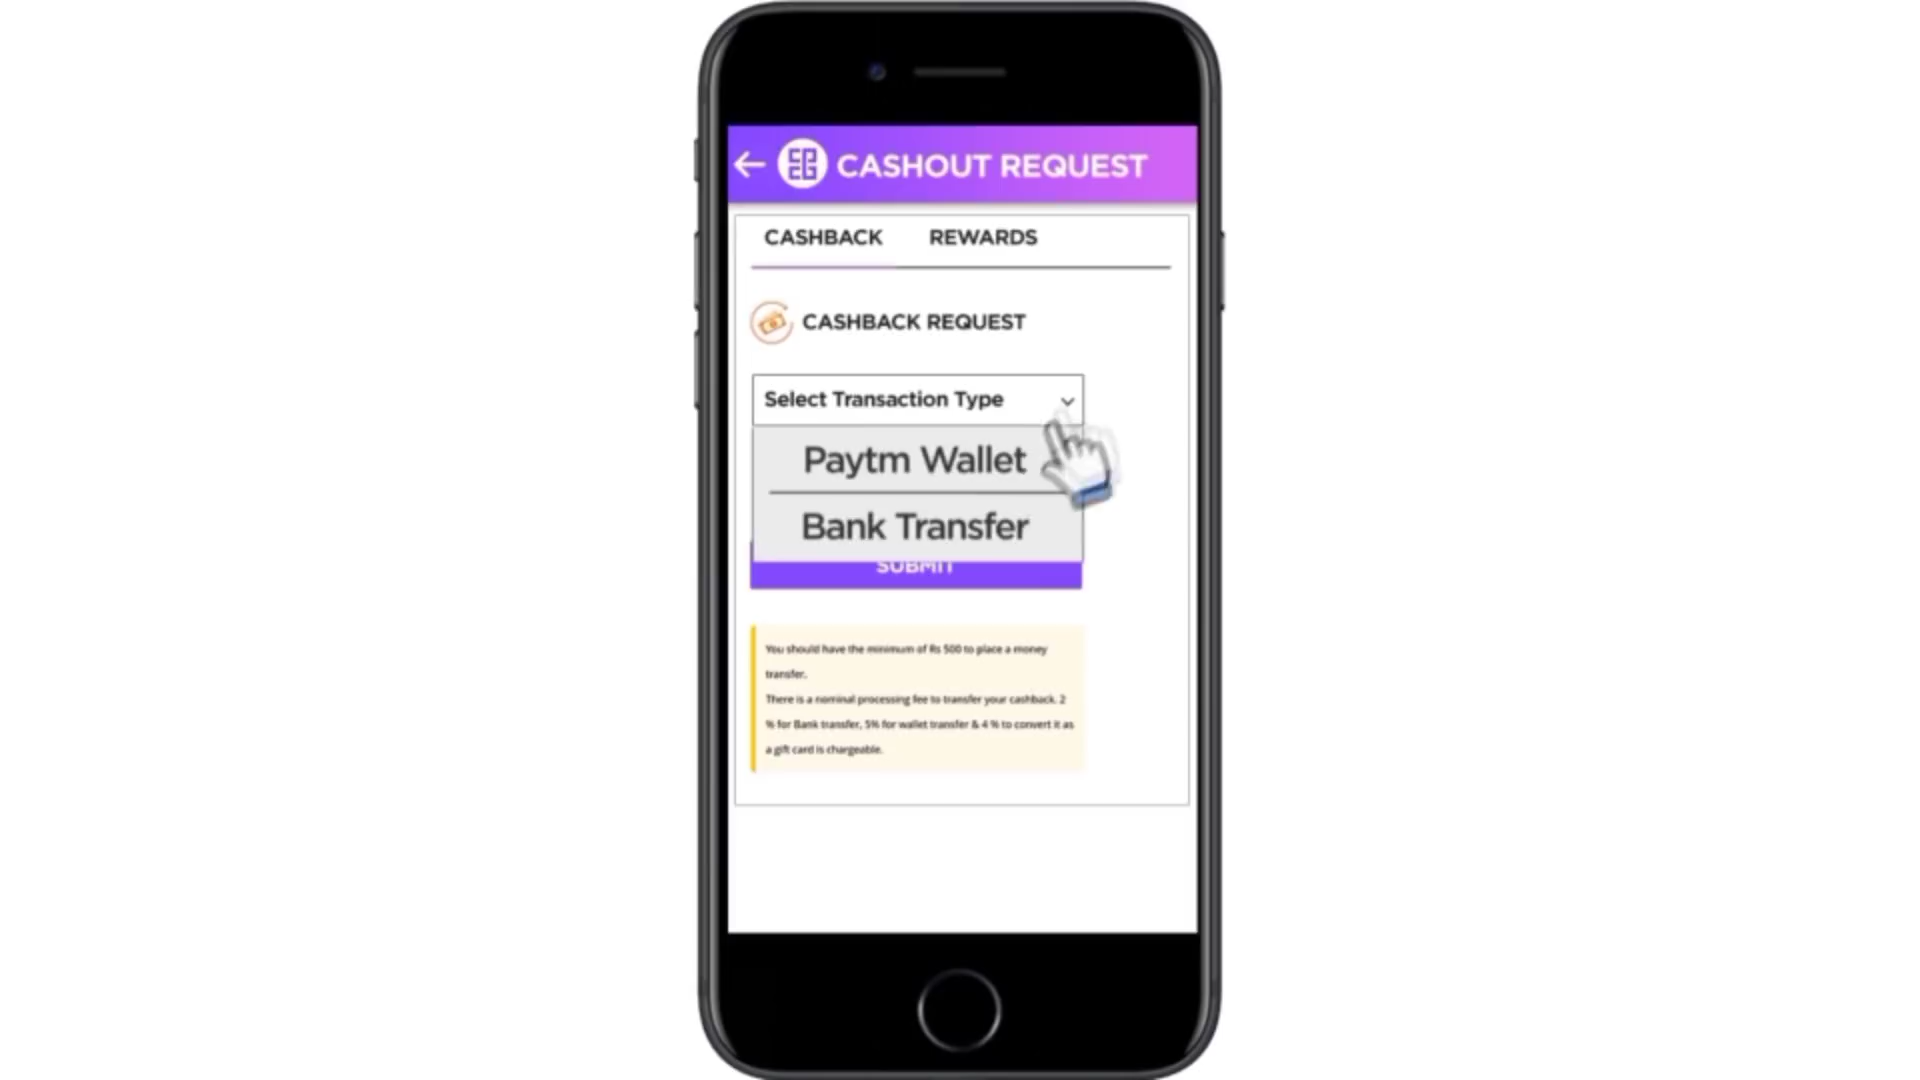 CASHOUT REQUEST
CASHBACK REWARDS
CASHBACK REQUEST
Select Transaction Type
Paytm Wallet
Bank Transfer
SUBMIT
You should have the minimum of Rs 500 to place a money
transfer.
There is a nominal processing fee to transfer your cashback. 2
% for Bank transfer, 5% for wallet transfer & 4 % to convert it as
a gift card is chargeable.